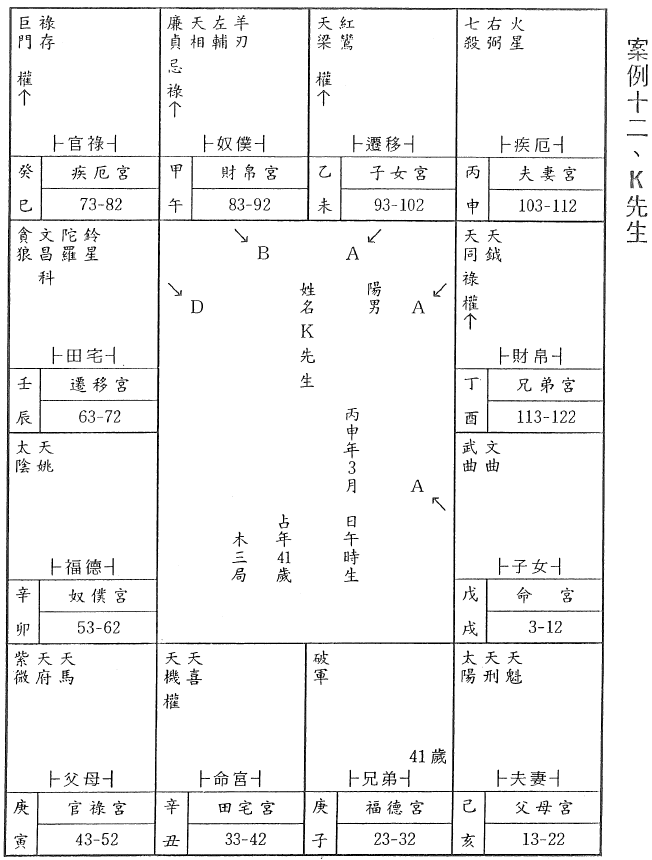 案例十二、K先生
巨門 祿存
權↑
├官祿┤
癸巳 疾厄宮
73-82
廉貞 天相 左輔 羊刃
忌 祿↑
├奴僕┤
甲午 財帛宮
83-92
天梁 紅鸞
權↑
├遷移┤
乙未 子女宮
93-102
七殺 右弼 火星
├疾厄┤
丙申 夫妻宮
103-112
貪狼 文昌 陀羅 鈴星
科
├田宅┤
壬辰 遷移宮
63-72
天同 天鉞
祿 權↑
├財帛┤
丁酉 兄弟宮
113-122
太陰 天姚
├福德┤
辛卯 奴僕宮
53-62
武曲 文曲
├子女┤
戊戌 命宮
3-12
紫微 天府 天馬
├父母┤
庚寅 官祿宮
43-52
天機 天喜
權
├命宮┤
辛丑 田宅宮
33-42
破軍
41歲
├兄弟┤
庚子 福德宮
23-32
太陽 天刑 天魁
├夫妻┤
己亥 父母宮
13-22
↘ B
A ↙
↘ D
A ↙
A ↖
陽男
姓名K先生
丙申年3月 日午時生
占年41歲
木三局